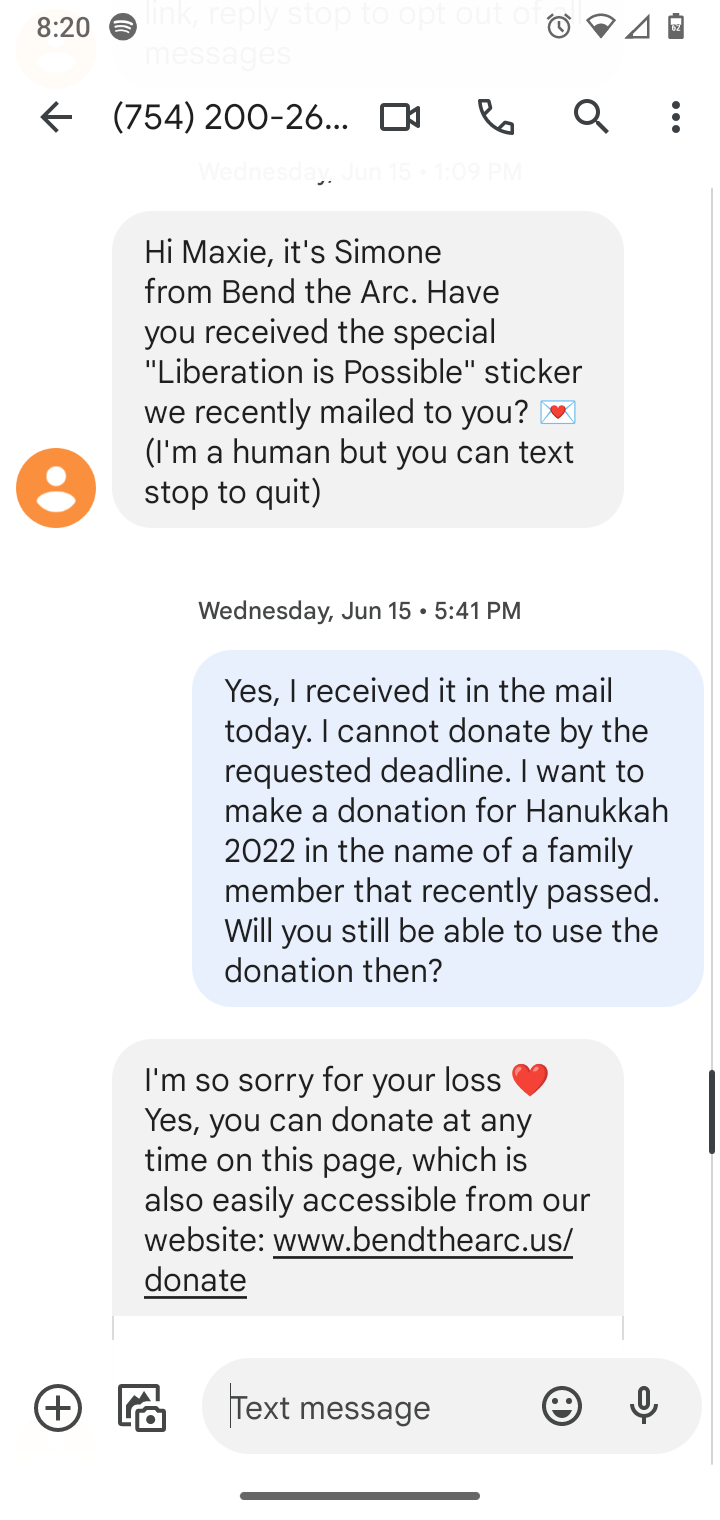 link, reply stop to opt out of all
8:20
messages
(754) 200-26...
Wednesday, Jun 15 • 1:09 PM
Hi Maxie, it's Simone
from Bend the Arc. Have
you received the special
"Liberation is Possible" sticker
we recently mailed to you? 💌
(I'm a human but you can text
stop to quit)
Wednesday, Jun 15 • 5:41 PM
Yes, I received it in the mail
today. I cannot donate by the
requested deadline. I want to
make a donation for Hanukkah
2022 in the name of a family
member that recently passed.
Will you still be able to use the
donation then?
I'm so sorry for your loss ❤️
Yes, you can donate at any
time on this page, which is
also easily accessible from our
website: www.bendthearc.us/
donate
Text message